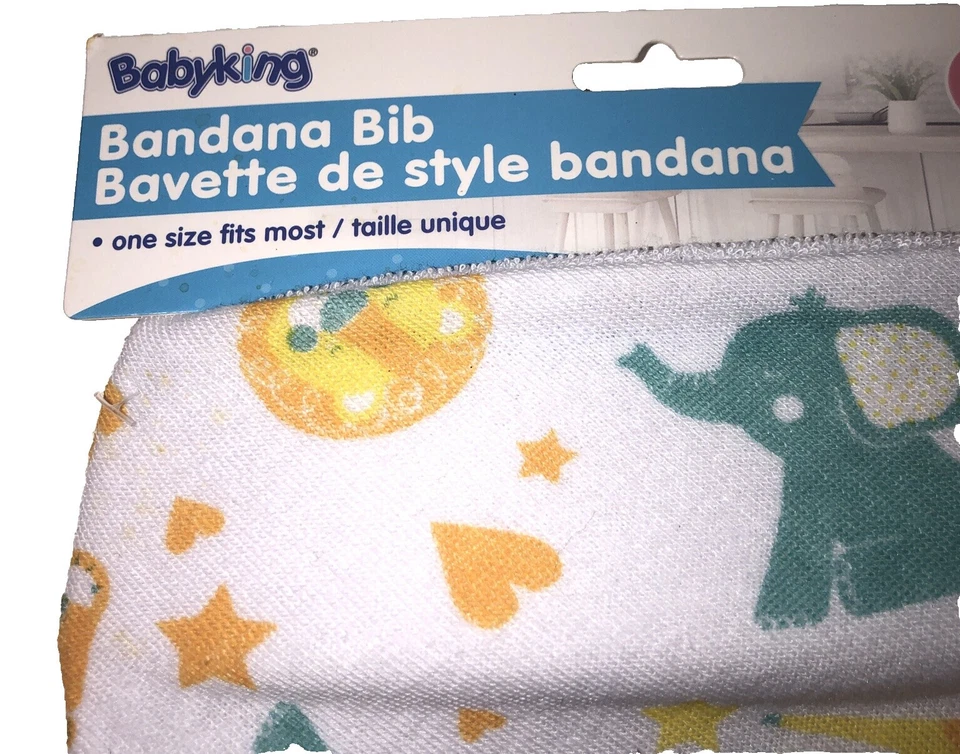 Babyking®
Bandana Bib
Bavette de style bandana
• one size fits most / taille unique